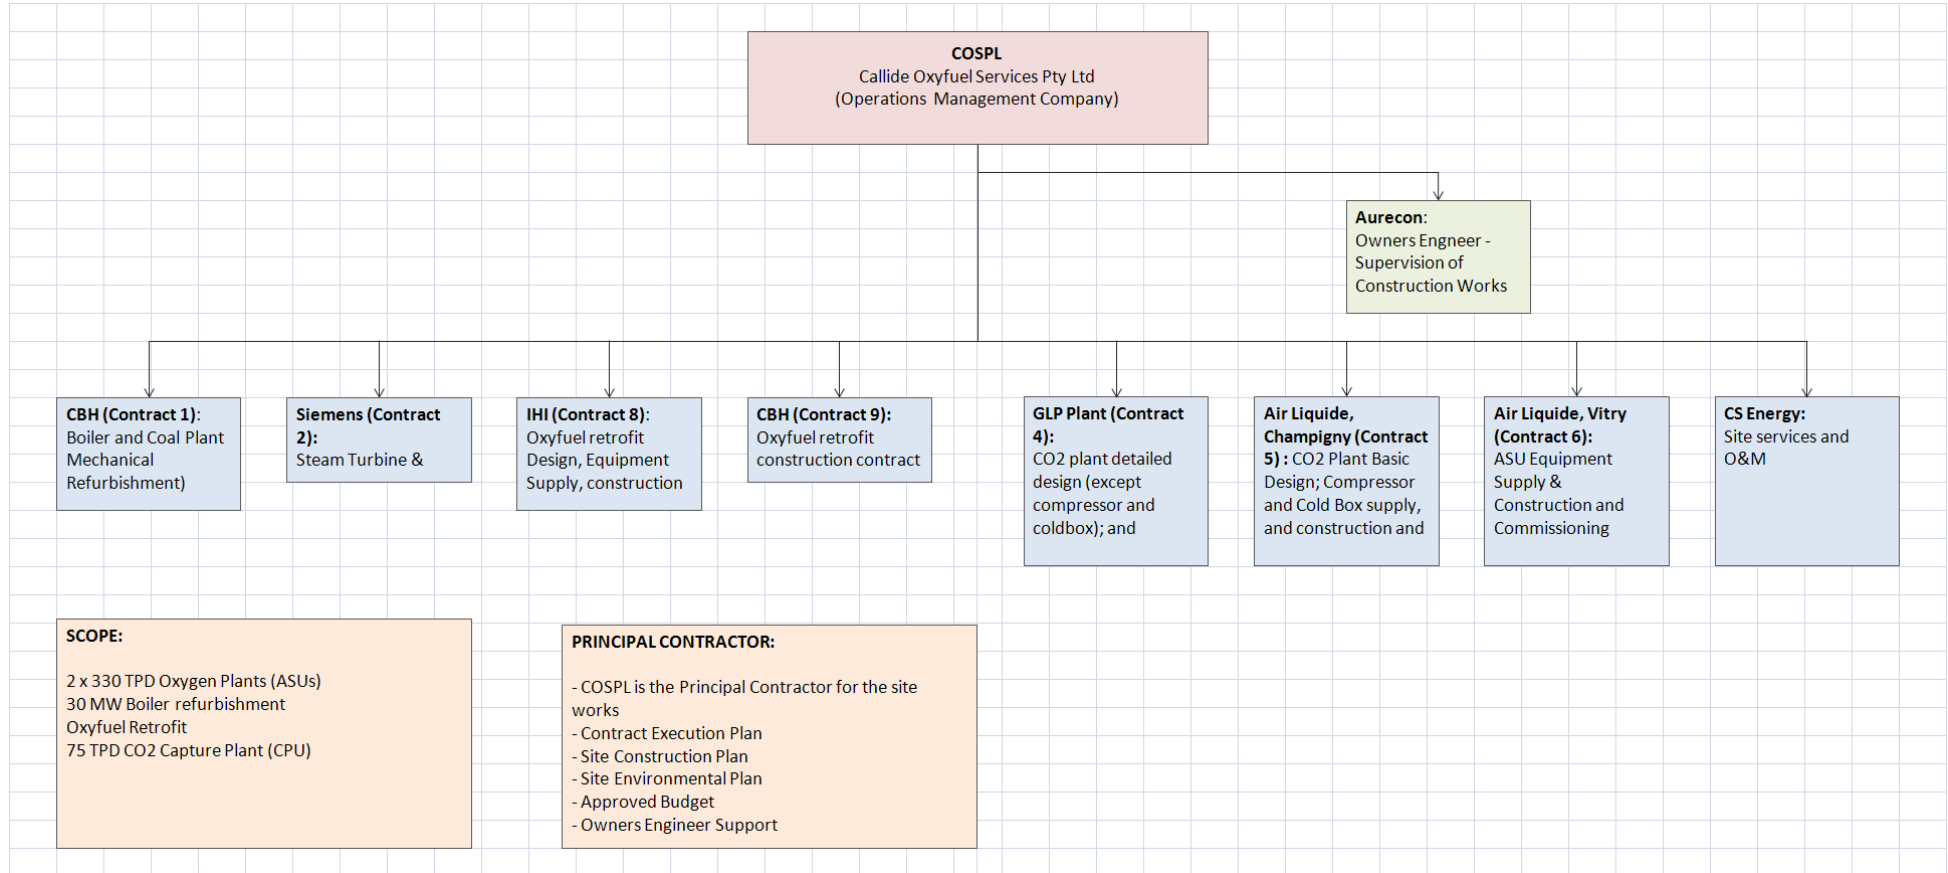 COSPL
Callide Oxyfuel Services Pty Ltd
(Operations Management Company)
Aurecon:
Owners Engneer -
Supervision of
Construction Works
CBH (Contract 1):
Boiler and Coal Plant
Mechanical
Refurbishment)
Siemens (Contract
2):
Steam Turbine &
IHI (Contract 8):
Oxyfuel retrofit
Design, Equipment
Supply, construction
CBH (Contract 9):
Oxyfuel retrofit
construction contract
GLP Plant (Contract
4):
CO2 plant detailed
design (except
compressor and
coldbox); and
Air Liquide,
Champigny (Contract
5) : CO2 Plant Basic
Design; Compressor
and Cold Box supply,
and construction and
Air Liquide, Vitry
(Contract 6):
ASU Equipment
Supply &
Construction and
Commissioning
CS Energy:
Site services and
O&M
SCOPE:
2 x 330 TPD Oxygen Plants (ASUs)
30 MW Boiler refurbishment
Oxyfuel Retrofit
75 TPD CO2 Capture Plant (CPU)
PRINCIPAL CONTRACTOR:
- COSPL is the Principal Contractor for the site
works
- Contract Execution Plan
- Site Construction Plan
- Site Environmental Plan
- Approved Budget
- Owners Engineer Support